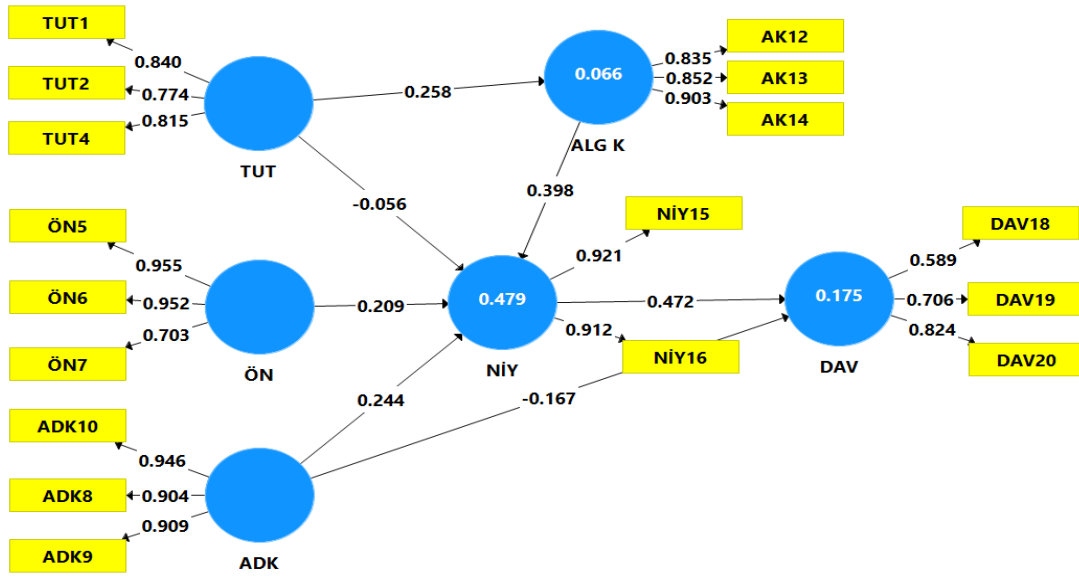 TUT1
0.840
TUT2
0.774
TUT4
0.815
TUT
0.258
-0.056
0.066
ALG K
0.835
AK12
0.852
AK13
0.903
AK14
0.398
ÖN5
0.955
ÖN6
0.952
ÖN7
0.703
ÖN
0.209
0.479
NİY
0.921
NİY15
0.912
NİY16
0.472
0.175
DAV
0.589
DAV18
0.706
DAV19
0.824
DAV20
0.244
-0.167
ADK10
0.946
ADK8
0.904
ADK9
0.909
ADK